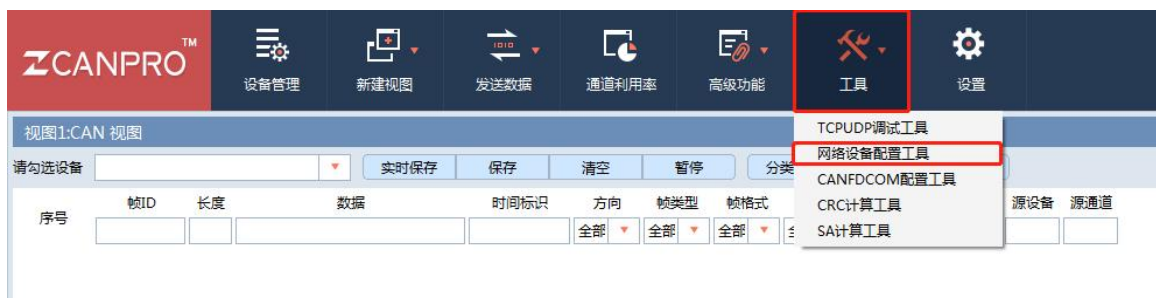 ZCANPRO™
设备管理
新建视图
发送数据
通道利用率
高级功能
工具
设置
视图1:CAN 视图
TCPUDP调试工具
请勾选设备 实时保存 保存 清空 暂停 分类
网络设备配置工具
CANFDCOM配置工具
序号 帧ID 长度 数据 时间标识 方向 帧类型 帧格式 源设备 源通道
CRC计算工具
全部 全部 全部
SA计算工具